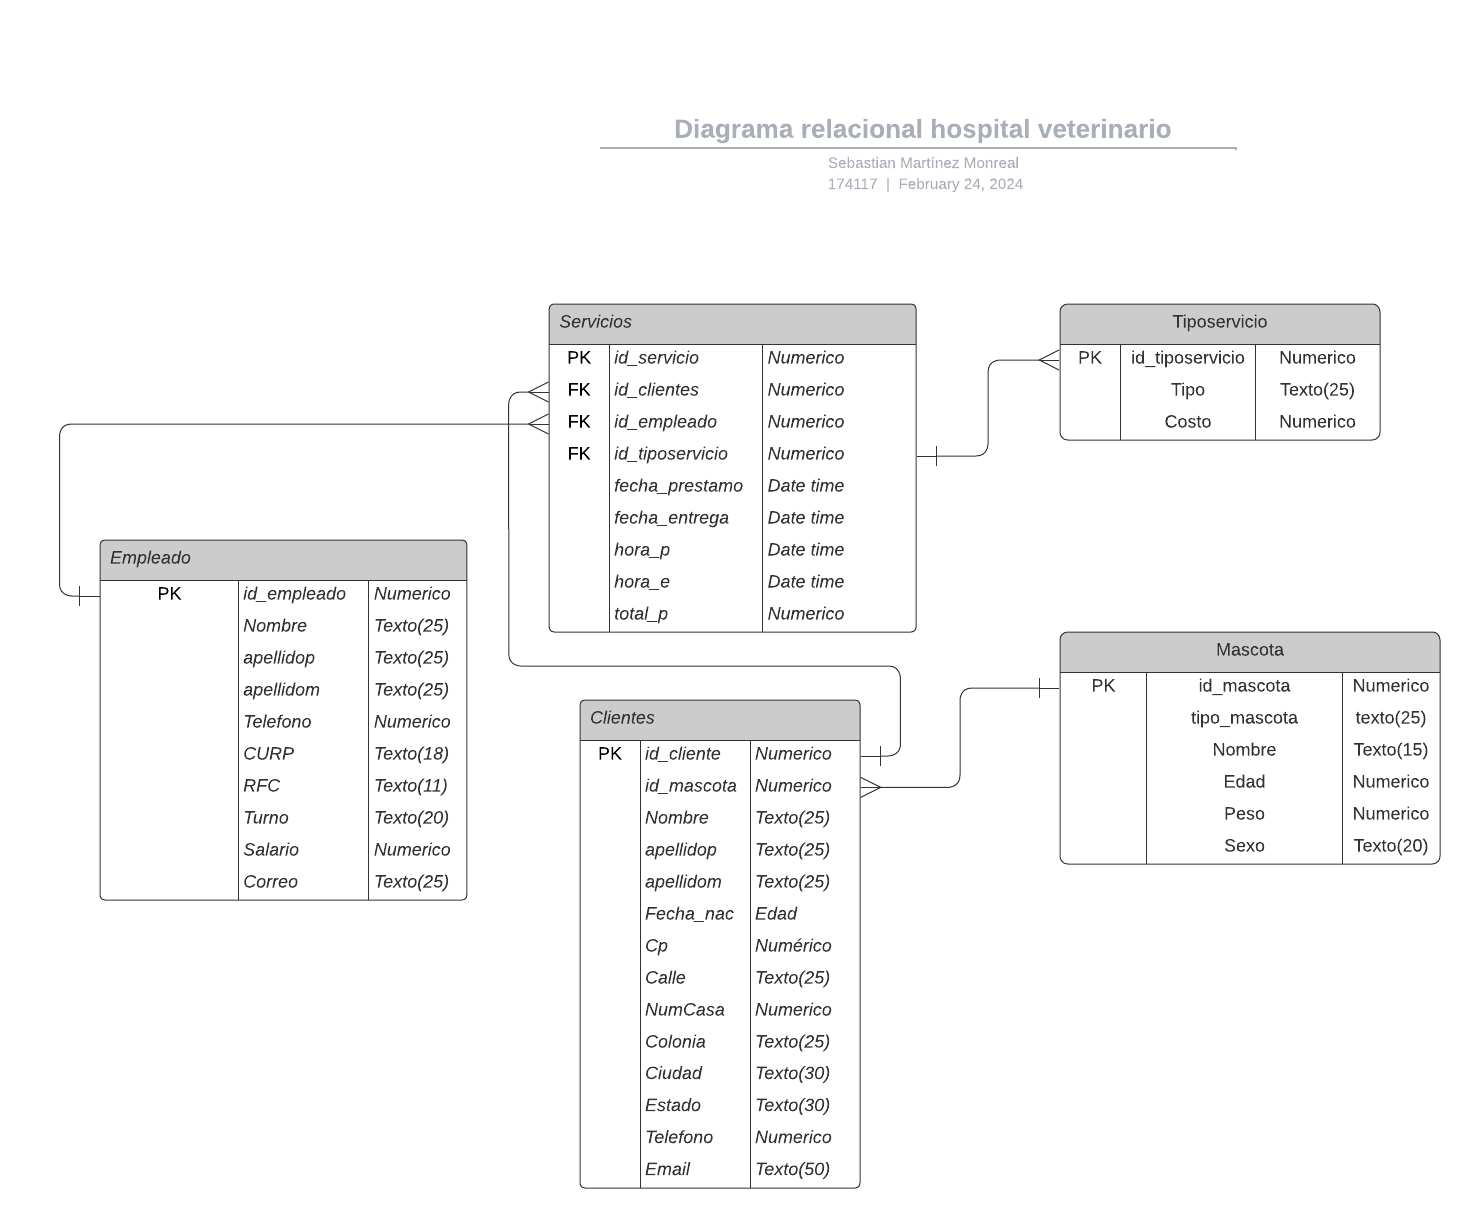 Diagrama relacional hospital veterinario
Sebastian Martínez Monreal
174117 | February 24, 2024
Servicios
PK id_servicio Numerico
FK id_clientes Numerico
FK id_empleado Numerico
FK id_tiposervicio Numerico
fecha_prestamo Date time
fecha_entrega Date time
hora_p Date time
hora_e Date time
total_p Numerico
Tiposervicio
PK id_tiposervicio Numerico
Tipo Texto(25)
Costo Numerico
Empleado
PK id_empleado Numerico
Nombre Texto(25)
apellidop Texto(25)
apellidom Texto(25)
Telefono Numerico
CURP Texto(18)
RFC Texto(11)
Turno Texto(20)
Salario Numerico
Correo Texto(25)
Clientes
PK id_cliente Numerico
id_mascota Numerico
Nombre Texto(25)
apellidop Texto(25)
apellidom Texto(25)
Fecha_nac Edad
Cp Numérico
Calle Texto(25)
NumCasa Numerico
Colonia Texto(25)
Ciudad Texto(30)
Estado Texto(30)
Telefono Numerico
Email Texto(50)
Mascota
PK id_mascota Numerico
tipo_mascota texto(25)
Nombre Texto(15)
Edad Numerico
Peso Numerico
Sexo Texto(20)